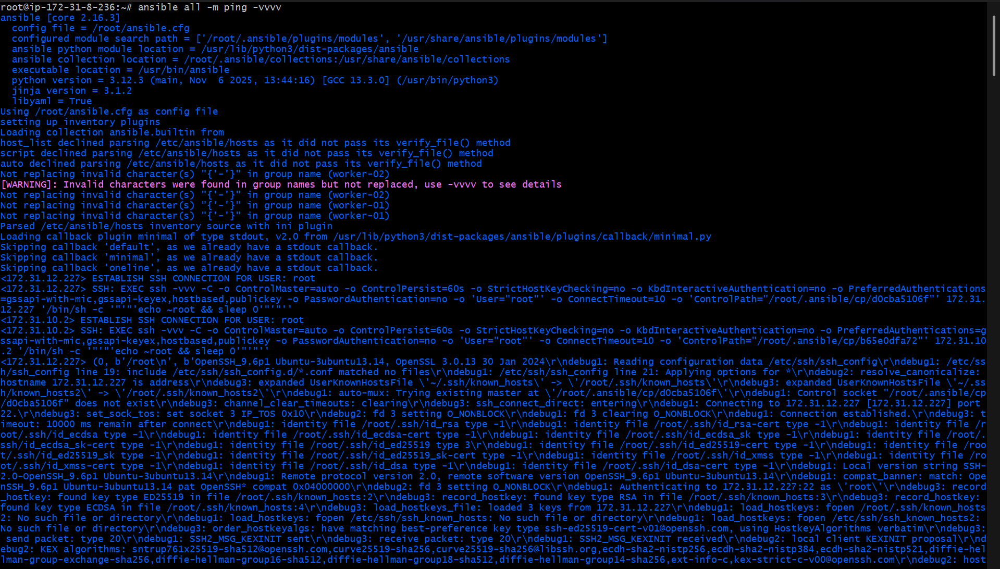 root@ip-172-31-8-236:~# ansible all -m ping -vvvv
ansible [core 2.16.3]
  config file = /root/ansible.cfg
  configured module search path = ['/root/.ansible/plugins/modules', '/usr/share/ansible/plugins/modules']
  ansible python module location = /usr/lib/python3/dist-packages/ansible
  ansible collection location = /root/.ansible/collections:/usr/share/ansible/collections
  executable location = /usr/bin/ansible
  python version = 3.12.3 (main, Nov  6 2025, 13:44:16) [GCC 13.3.0] (/usr/bin/python3)
  jinja version = 3.1.2
  libyaml = True
Using /root/ansible.cfg as config file
setting up inventory plugins
Loading collection ansible.builtin from
host_list declined parsing /etc/ansible/hosts as it did not pass its verify_file() method
script declined parsing /etc/ansible/hosts as it did not pass its verify_file() method
auto declined parsing /etc/ansible/hosts as it did not pass its verify_file() method
Not replacing invalid character(s) "{'-'}" in group name (worker-02)
[WARNING]: Invalid characters were found in group names but not replaced, use -vvvv to see details
Not replacing invalid character(s) "{'-'}" in group name (worker-02)
Not replacing invalid character(s) "{'-'}" in group name (worker-01)
Not replacing invalid character(s) "{'-'}" in group name (worker-01)
Parsed /etc/ansible/hosts inventory source with ini plugin
Loading callback plugin minimal of type stdout, v2.0 from /usr/lib/python3/dist-packages/ansible/plugins/callback/minimal.py
Skipping callback 'default', as we already have a stdout callback.
Skipping callback 'minimal', as we already have a stdout callback.
Skipping callback 'oneline', as we already have a stdout callback.
<172.31.12.227> ESTABLISH SSH CONNECTION FOR USER: root
<172.31.12.227> SSH: EXEC ssh -vvv -C -o ControlMaster=auto -o ControlPersist=60s -o StrictHostKeyChecking=no -o KbdInteractiveAuthentication=no -o PreferredAuthentications
=gssapi-with-mic,gssapi-keyex,hostbased,publickey -o PasswordAuthentication=no -o 'User="root"' -o ConnectTimeout=10 -o 'ControlPath="/root/.ansible/cp/d0cba5106f"' 172.31.
12.227 '/bin/sh -c '"'"'echo ~root && sleep 0'"'"''
<172.31.10.2> ESTABLISH SSH CONNECTION FOR USER: root
<172.31.10.2> SSH: EXEC ssh -vvv -C -o ControlMaster=auto -o ControlPersist=60s -o StrictHostKeyChecking=no -o KbdInteractiveAuthentication=no -o PreferredAuthentications=g
ssapi-with-mic,gssapi-keyex,hostbased,publickey -o PasswordAuthentication=no -o 'User="root"' -o ConnectTimeout=10 -o 'ControlPath="/root/.ansible/cp/b65e0dfa72"' 172.31.10
.2 '/bin/sh -c '"'"'echo ~root && sleep 0'"'"''
<172.31.12.227> (0, b'/root\n', b'OpenSSH_9.6p1 Ubuntu-3ubuntu13.14, OpenSSL 3.0.13 30 Jan 2024\r\ndebug1: Reading configuration data /etc/ssh/ssh_config\r\ndebug1: /etc/ss
h/ssh_config line 19: include /etc/ssh/ssh_config.d/*.conf matched no files\r\ndebug1: /etc/ssh/ssh_config line 21: Applying options for *\r\ndebug2: resolve_canonicalize:
hostname 172.31.12.227 is address\r\ndebug3: expanded UserKnownHostsFile \'~/.ssh/known_hosts\' -> \'/root/.ssh/known_hosts\'\r\ndebug3: expanded UserKnownHostsFile \'~/.ss
h/known_hosts2\' -> \'/root/.ssh/known_hosts2\'\r\ndebug1: auto-mux: Trying existing master at \'/root/.ansible/cp/d0cba5106f\'\r\ndebug1: Control socket "/root/.ansible/cp
/d0cba5106f" does not exist\r\ndebug3: channel_clear_timeouts: clearing\r\ndebug3: ssh_connect_direct: entering\r\ndebug1: Connecting to 172.31.12.227 [172.31.12.227] port
22.\r\ndebug3: set_sock_tos: set socket 3 IP_TOS 0x10\r\ndebug2: fd 3 setting O_NONBLOCK\r\ndebug1: fd 3 clearing O_NONBLOCK\r\ndebug1: Connection established.\r\ndebug3: t
imeout: 10000 ms remain after connect\r\ndebug1: identity file /root/.ssh/id_rsa type -1\r\ndebug1: identity file /root/.ssh/id_rsa-cert type -1\r\ndebug1: identity file /r
oot/.ssh/id_ecdsa type -1\r\ndebug1: identity file /root/.ssh/id_ecdsa-cert type -1\r\ndebug1: identity file /root/.ssh/id_ecdsa_sk type -1\r\ndebug1: identity file /root/.
ssh/id_ecdsa_sk-cert type -1\r\ndebug1: identity file /root/.ssh/id_ed25519 type 3\r\ndebug1: identity file /root/.ssh/id_ed25519-cert type -1\r\ndebug1: identity file /roo
t/.ssh/id_ed25519_sk type -1\r\ndebug1: identity file /root/.ssh/id_ed25519_sk-cert type -1\r\ndebug1: identity file /root/.ssh/id_xmss type -1\r\ndebug1: identity file /ro
ot/.ssh/id_xmss-cert type -1\r\ndebug1: identity file /root/.ssh/id_dsa type -1\r\ndebug1: identity file /root/.ssh/id_dsa-cert type -1\r\ndebug1: Local version string SSH-
2.0-OpenSSH_9.6p1 Ubuntu-3ubuntu13.14\r\ndebug1: Remote protocol version 2.0, remote software version OpenSSH_9.6p1 Ubuntu-3ubuntu13.14\r\ndebug1: compat_banner: match: Ope
nSSH_9.6p1 Ubuntu-3ubuntu13.14 pat OpenSSH* compat 0x04000000\r\ndebug2: fd 3 setting O_NONBLOCK\r\ndebug1: Authenticating to 172.31.12.227:22 as \'root\'\r\ndebug3: record
_hostkey: found key type ED25519 in file /root/.ssh/known_hosts:2\r\ndebug3: record_hostkey: found key type RSA in file /root/.ssh/known_hosts:3\r\ndebug3: record_hostkey:
found key type ECDSA in file /root/.ssh/known_hosts:4\r\ndebug3: load_hostkeys_file: loaded 3 keys from 172.31.12.227\r\ndebug1: load_hostkeys: fopen /root/.ssh/known_hosts
2: No such file or directory\r\ndebug1: load_hostkeys: fopen /etc/ssh/ssh_known_hosts: No such file or directory\r\ndebug1: load_hostkeys: fopen /etc/ssh/ssh_known_hosts2:
No such file or directory\r\ndebug3: order_hostkeyalgs: have matching best-preference key type ssh-ed25519-cert-v01@openssh.com, using HostkeyAlgorithms verbatim\r\ndebug3:
 send packet: type 20\r\ndebug1: SSH2_MSG_KEXINIT sent\r\ndebug3: receive packet: type 20\r\ndebug1: SSH2_MSG_KEXINIT received\r\ndebug2: local client KEXINIT proposal\r\nd
ebug2: KEX algorithms: sntrup761x25519-sha512@openssh.com,curve25519-sha256,curve25519-sha256@libssh.org,ecdh-sha2-nistp256,ecdh-sha2-nistp384,ecdh-sha2-nistp521,diffie-hel
lman-group-exchange-sha256,diffie-hellman-group16-sha512,diffie-hellman-group18-sha512,diffie-hellman-group14-sha256,ext-info-c,kex-strict-c-v00@openssh.com\r\ndebug2: host